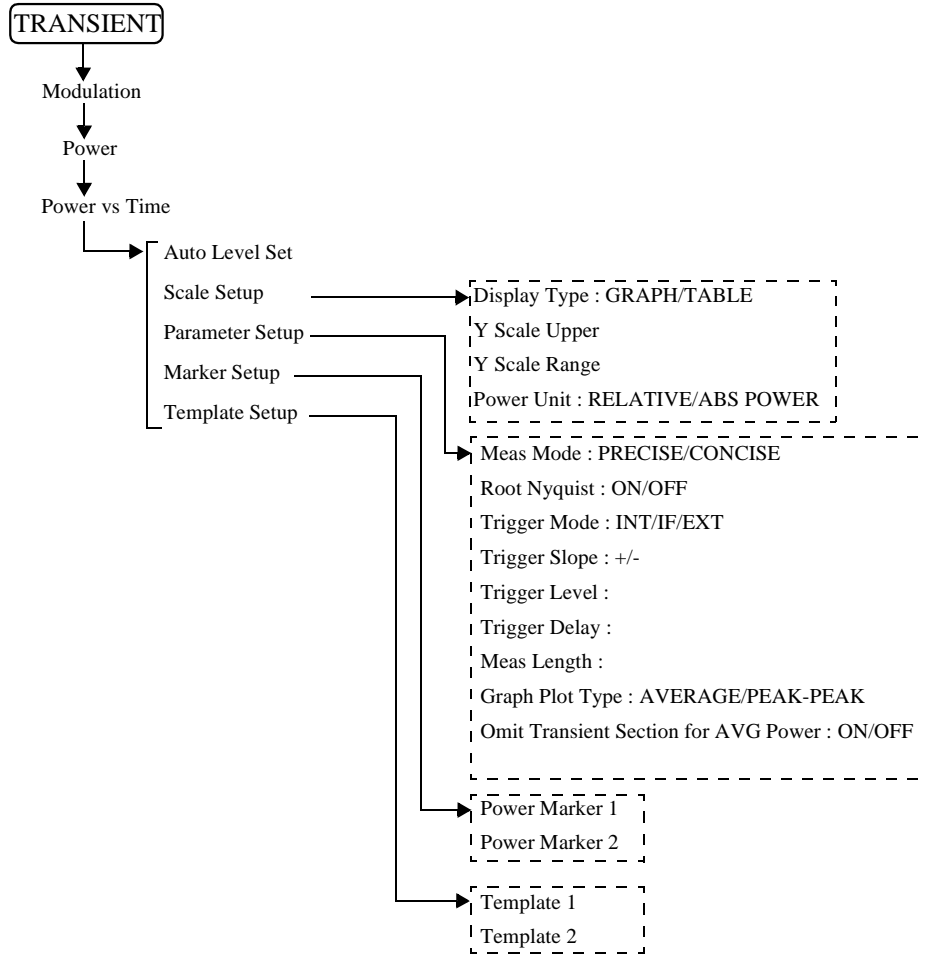 TRANSIENT
Modulation
Power
Power vs Time
Auto Level Set
Scale Setup
Parameter Setup
Marker Setup
Template Setup
Display Type : GRAPH/TABLE
Y Scale Upper
Y Scale Range
Power Unit : RELATIVE/ABS POWER
Meas Mode : PRECISE/CONCISE
Root Nyquist : ON/OFF
Trigger Mode : INT/IF/EXT
Trigger Slope : +/-
Trigger Level :
Trigger Delay :
Meas Length :
Graph Plot Type : AVERAGE/PEAK-PEAK
Omit Transient Section for AVG Power : ON/OFF
Power Marker 1
Power Marker 2
Template 1
Template 2